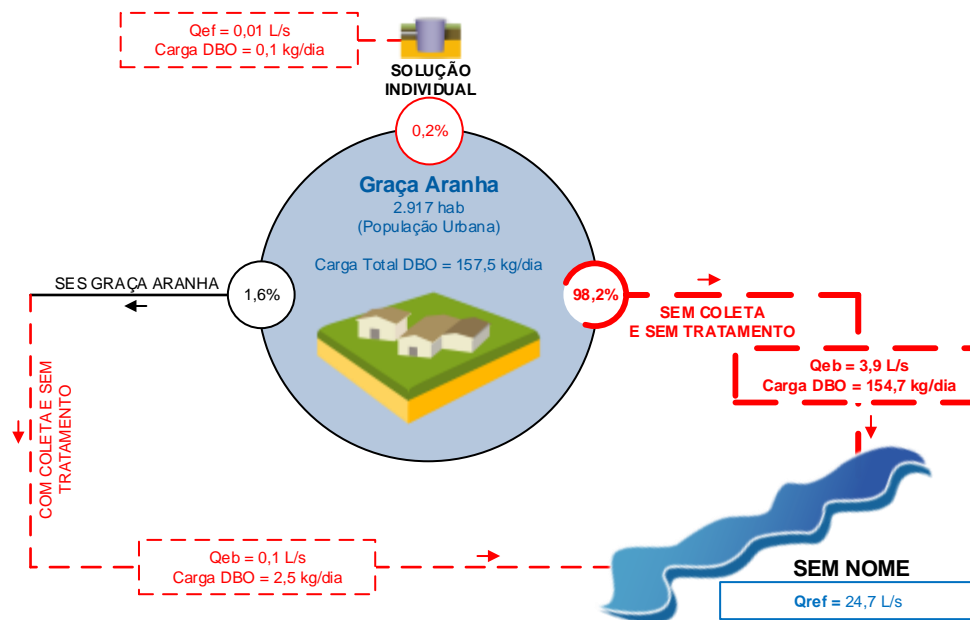 Qef = 0,01 L/s
Carga DBO = 0,1 kg/dia
SOLUÇÃO
INDIVIDUAL
0,2%
Graça Aranha
2.917 hab
(População Urbana)
Carga Total DBO = 157,5 kg/dia
SES GRAÇA ARANHA
1,6%
98,2%
SEM COLETA
E SEM TRATAMENTO
Qeb = 3,9 L/s
Carga DBO = 154,7 kg/dia
COM COLETA E SEM
TRATAMENTO
Qeb = 0,1 L/s
Carga DBO = 2,5 kg/dia
SEM NOME
Qref = 24,7 L/s